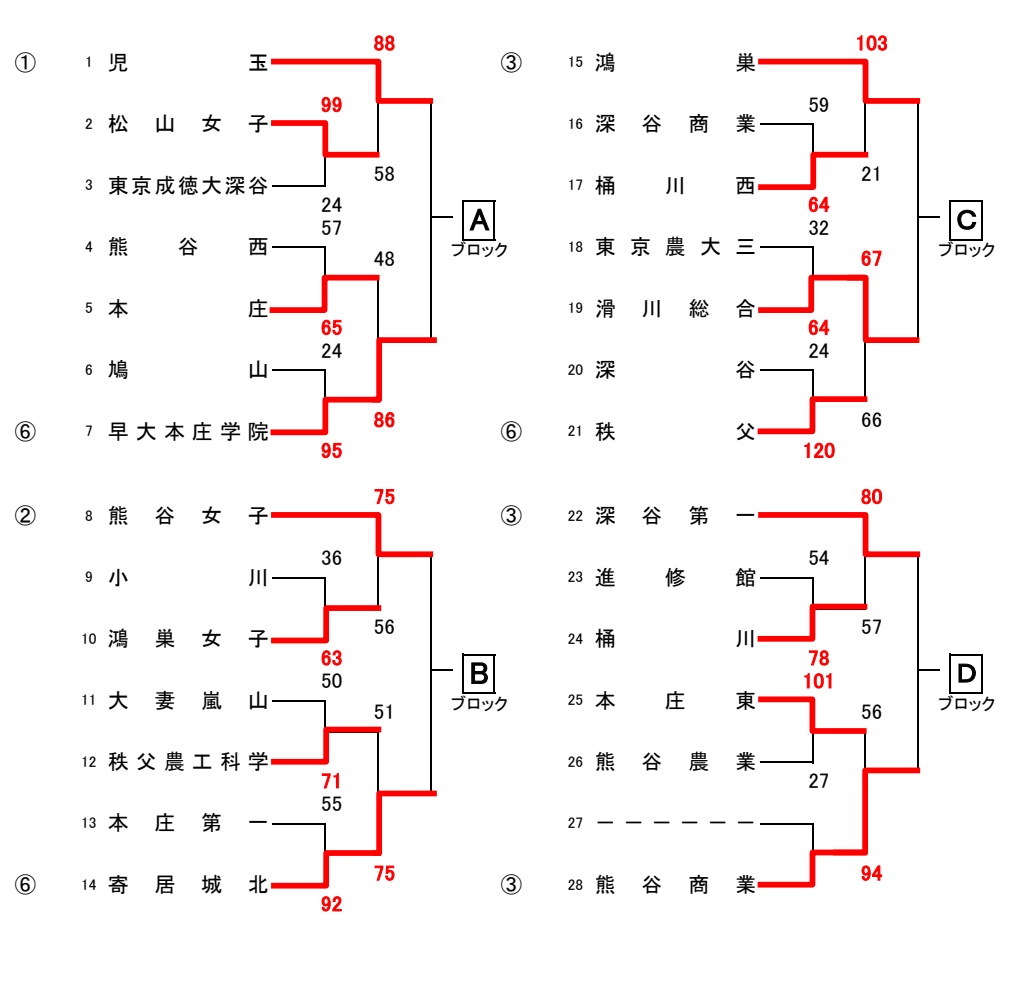 88
① 1 児玉
99
2 松山女子
3 東京成徳大深谷
58
24
57
A
ブロック
4 熊谷西
48
5 本庄
65
24
6 鳩山
86
⑥ 7 早大本庄学院
95
75
② 8 熊谷女子
36
9 小川
56
10 鴻巣女子
63
50
B
ブロック
11 大妻嵐山
51
12 秩父農工科学
71
55
13 本庄第一
75
⑥ 14 寄居城北
92
103
③ 15 鴻巣
59
16 深谷商業
21
17 桶川西
64
32
C
ブロック
18 東京農大三
67
19 滑川総合
64
24
20 深谷
66
⑥ 21 秩父
120
80
③ 22 深谷第一
54
23 進修館
57
24 桶川
78
101
D
ブロック
25 本庄東
56
26 熊谷農業
27
27 ーーーーーー
94
③ 28 熊谷商業